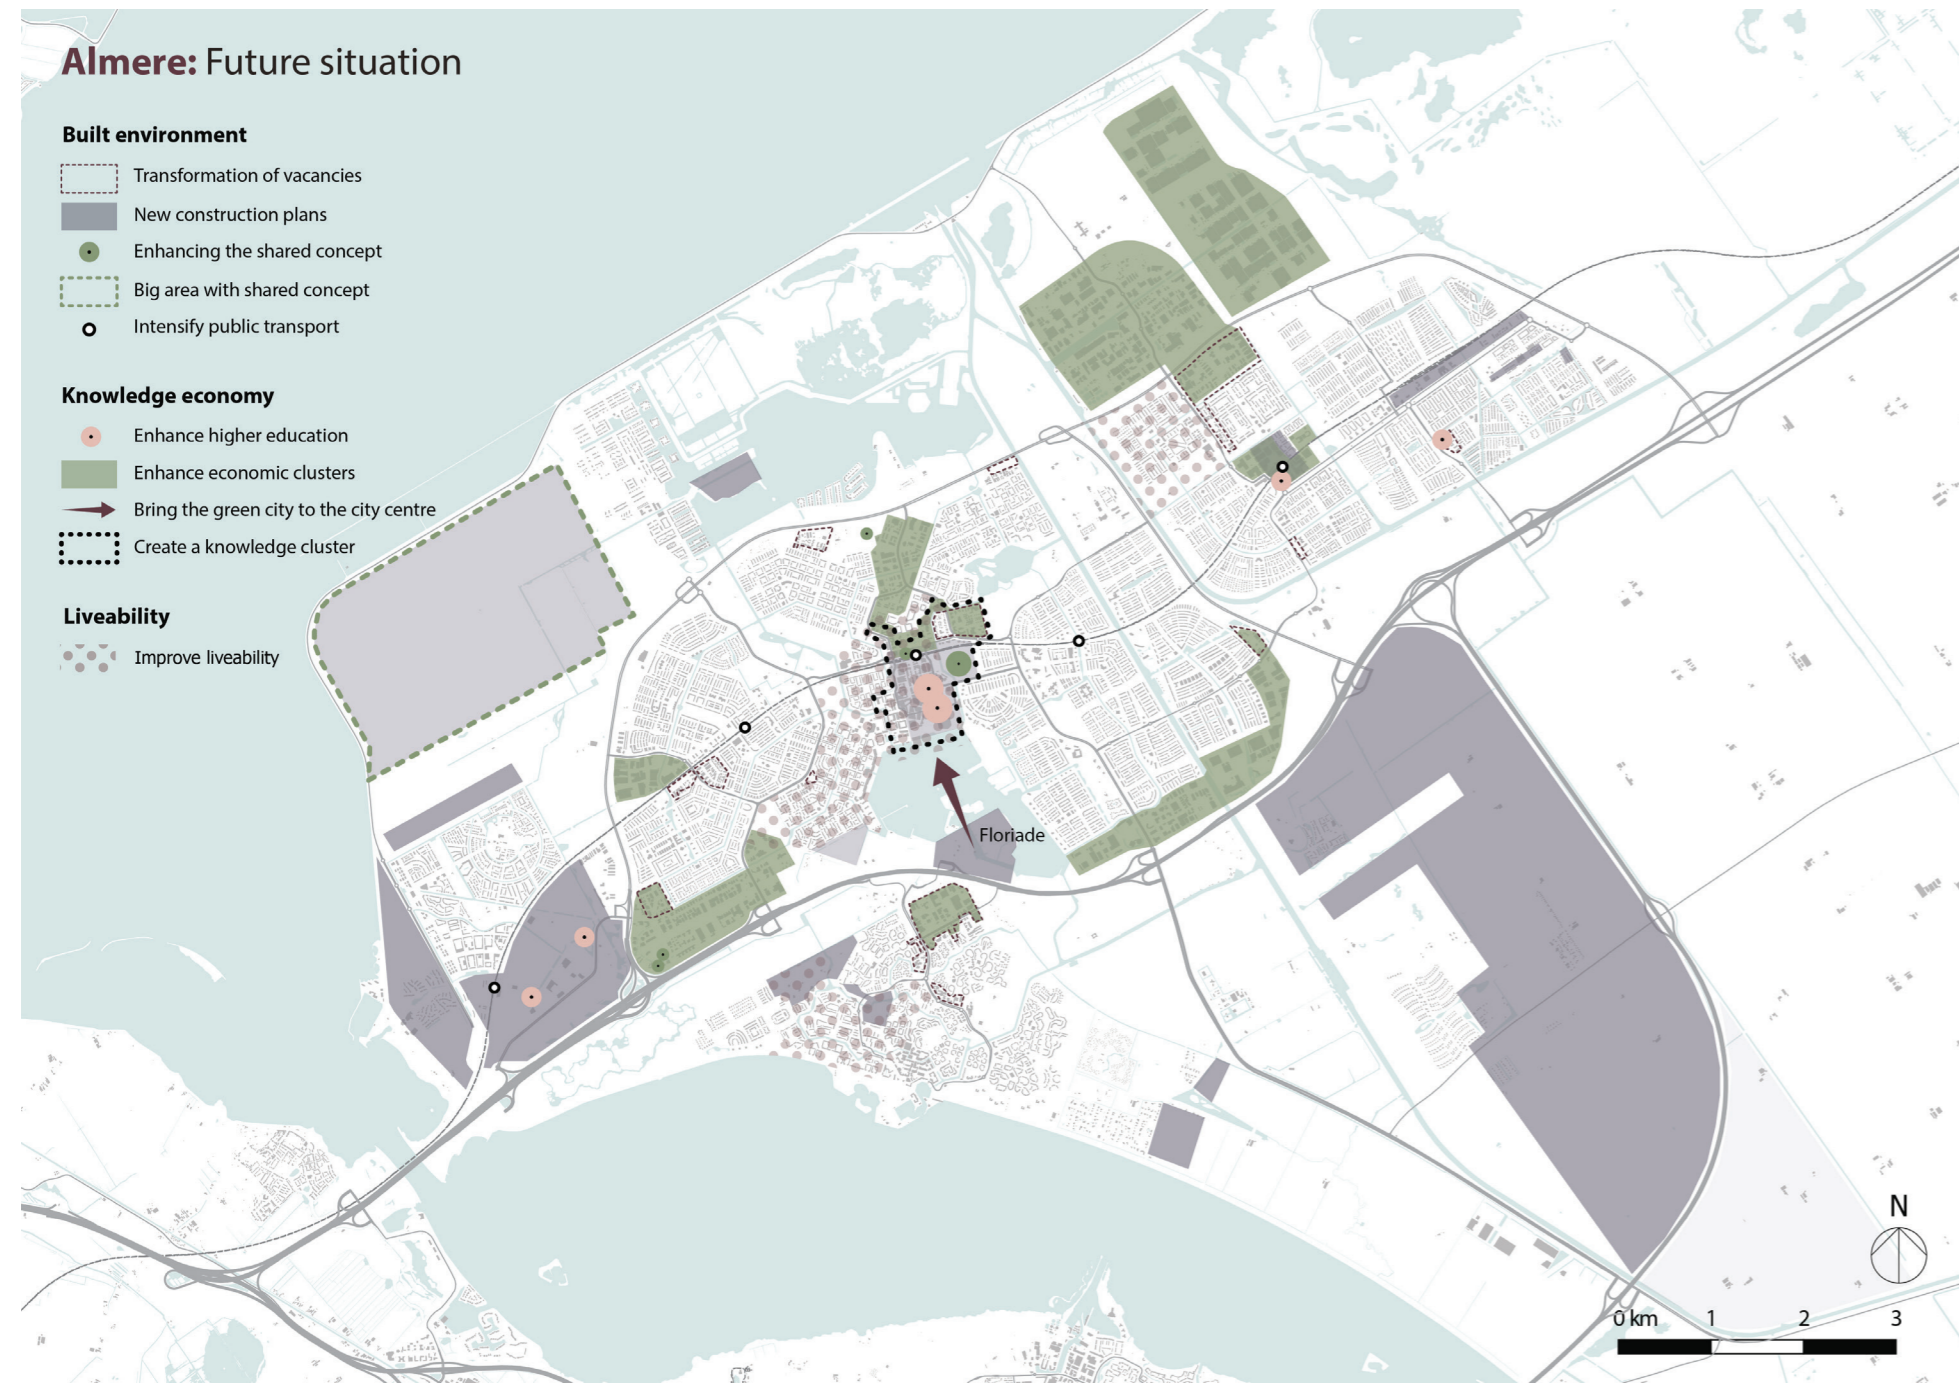 Almere: Future situation
Built environment
Transformation of vacancies
New construction plans
Enhancing the shared concept
Big area with shared concept
Intensify public transport
Knowledge economy
Enhance higher education
Enhance economic clusters
Bring the green city to the city centre
Create a knowledge cluster
Liveability
Improve liveability
Floriade
N
0 km 1 2 3